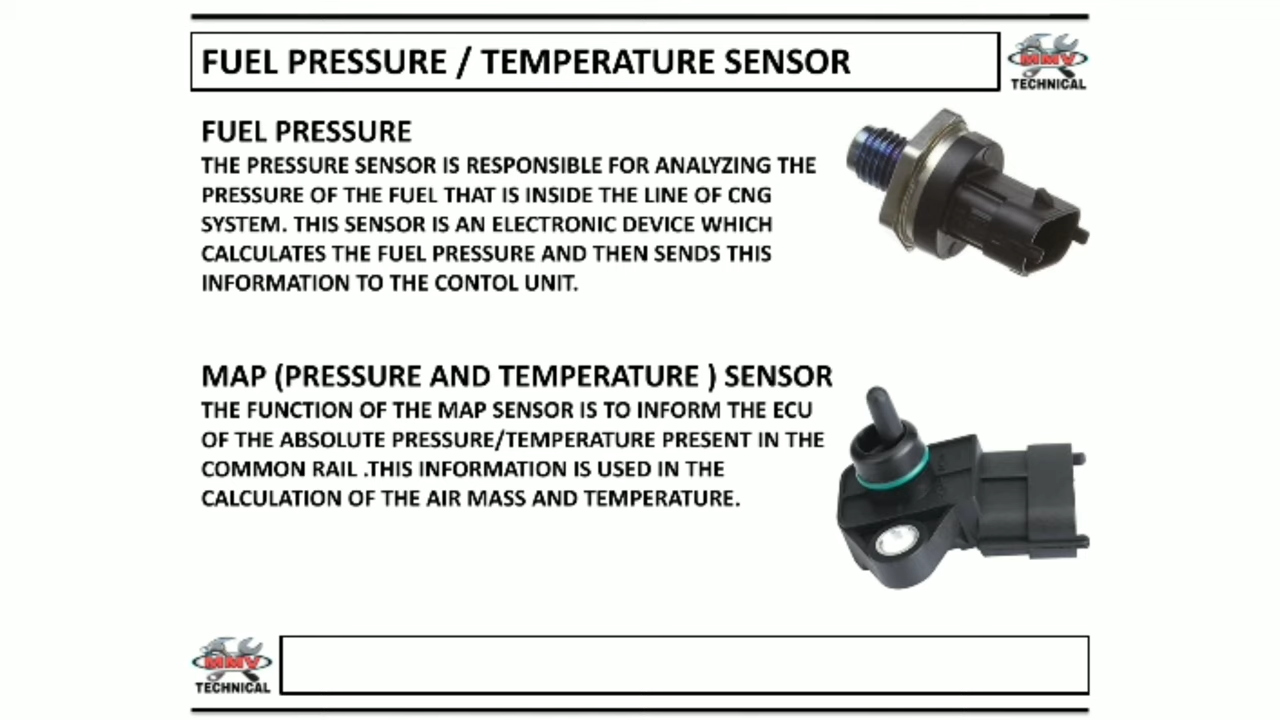 FUEL PRESSURE / TEMPERATURE SENSOR
MMV
TECHNICAL
FUEL PRESSURE
THE PRESSURE SENSOR IS RESPONSIBLE FOR ANALYZING THE
PRESSURE OF THE FUEL THAT IS INSIDE THE LINE OF CNG
SYSTEM. THIS SENSOR IS AN ELECTRONIC DEVICE WHICH
CALCULATES THE FUEL PRESSURE AND THEN SENDS THIS
INFORMATION TO THE CONTOL UNIT.
MAP (PRESSURE AND TEMPERATURE ) SENSOR
THE FUNCTION OF THE MAP SENSOR IS TO INFORM THE ECU
OF THE ABSOLUTE PRESSURE/TEMPERATURE PRESENT IN THE
COMMON RAIL .THIS INFORMATION IS USED IN THE
CALCULATION OF THE AIR MASS AND TEMPERATURE.
MMV
TECHNICAL